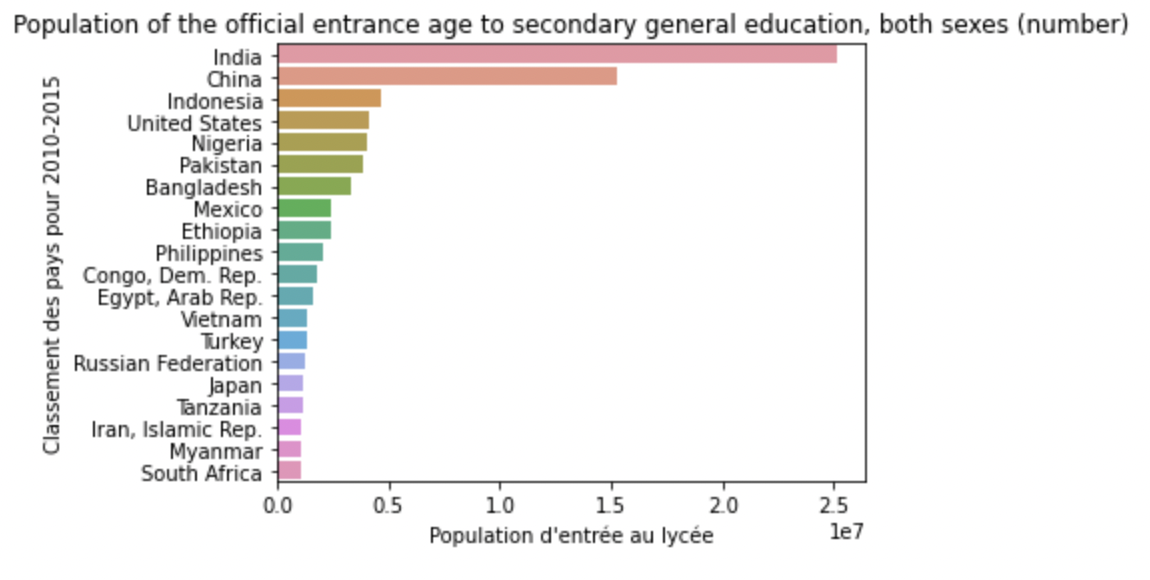 Population of the official entrance age to secondary general education, both sexes (number)
Classement des pays pour 2010-2015
India
China
Indonesia
United States
Nigeria
Pakistan
Bangladesh
Mexico
Ethiopia
Philippines
Congo, Dem. Rep.
Egypt, Arab Rep.
Vietnam
Turkey
Russian Federation
Japan
Tanzania
Iran, Islamic Rep.
Myanmar
South Africa
0.0 0.5 1.0 1.5 2.0 2.5
1e7
Population d'entrée au lycée